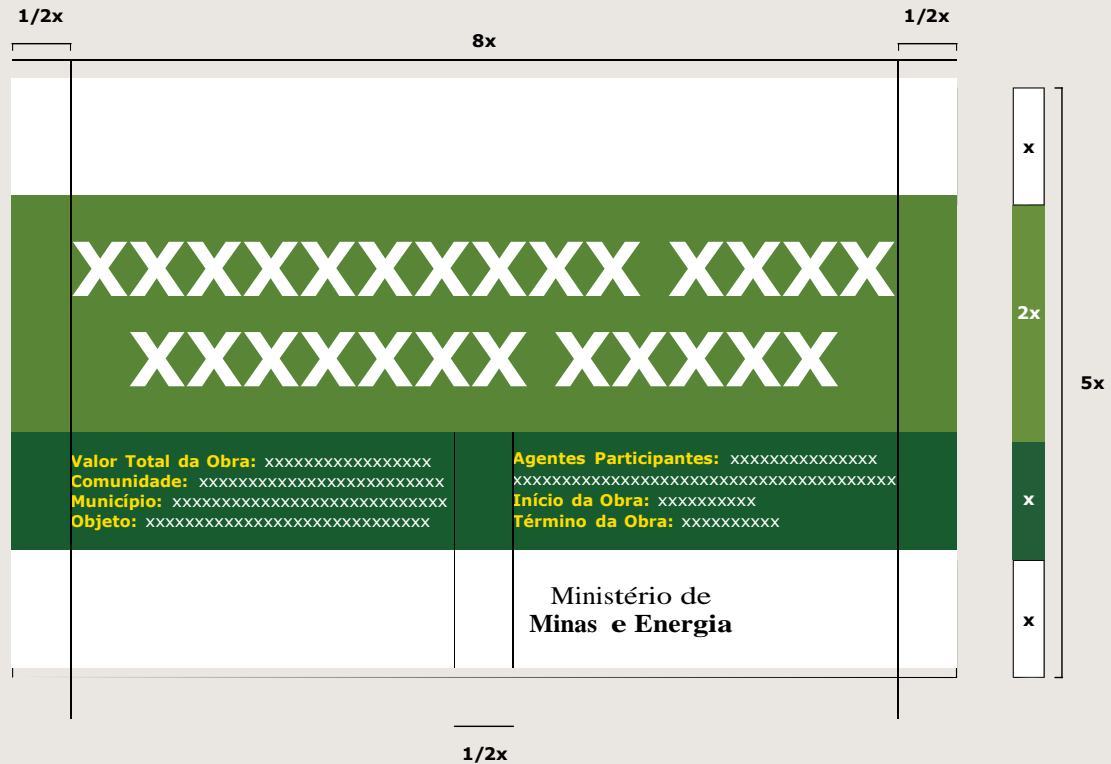 1/2x
1/2x
8x
XXXXXXXXXX XXXX
XXXXXXX XXXXX
Valor Total da Obra: xxxxxxxxxxxxxxxxx
Comunidade: xxxxxxxxxxxxxxxxxxxxxxxxx
Município: xxxxxxxxxxxxxxxxxxxxxxxxxxxx
Objeto: xxxxxxxxxxxxxxxxxxxxxxxxxxxxx
Agentes Participantes: xxxxxxxxxxxxxxx
xxxxxxxxxxxxxxxxxxxxxxxxxxxxxxxxxxxxxxx
Início da Obra: xxxxxxxxxx
Término da Obra: xxxxxxxxxx
Ministério de
Minas e Energia
x
2x
x
x
5x
1/2x